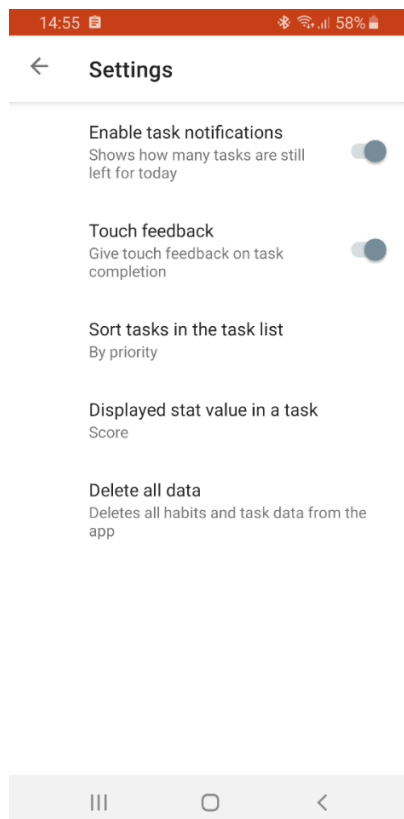 14:55 58%
Settings
Enable task notifications
Shows how many tasks are still
left for today
Touch feedback
Give touch feedback on task
completion
Sort tasks in the task list
By priority
Displayed stat value in a task
Score
Delete all data
Deletes all habits and task data from the
app